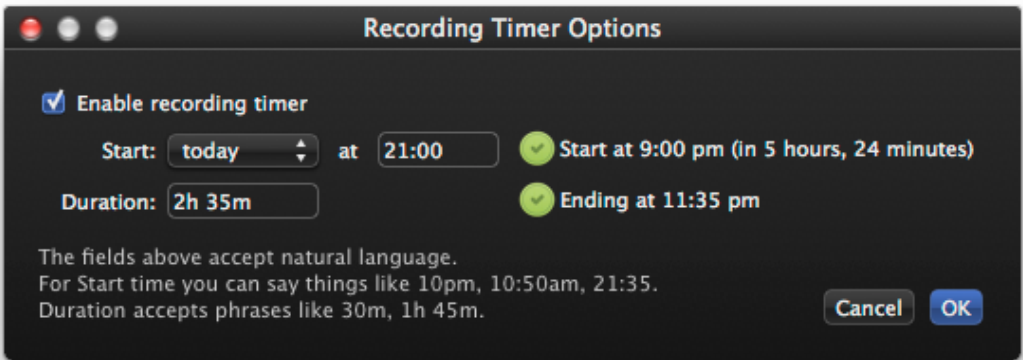 Recording Timer Options
Enable recording timer
Start: today at 21:00 Start at 9:00 pm (in 5 hours, 24 minutes)
Duration: 2h 35m Ending at 11:35 pm
The fields above accept natural language.
For Start time you can say things like 10pm, 10:50am, 21:35.
Duration accepts phrases like 30m, 1h 45m.
Cancel OK